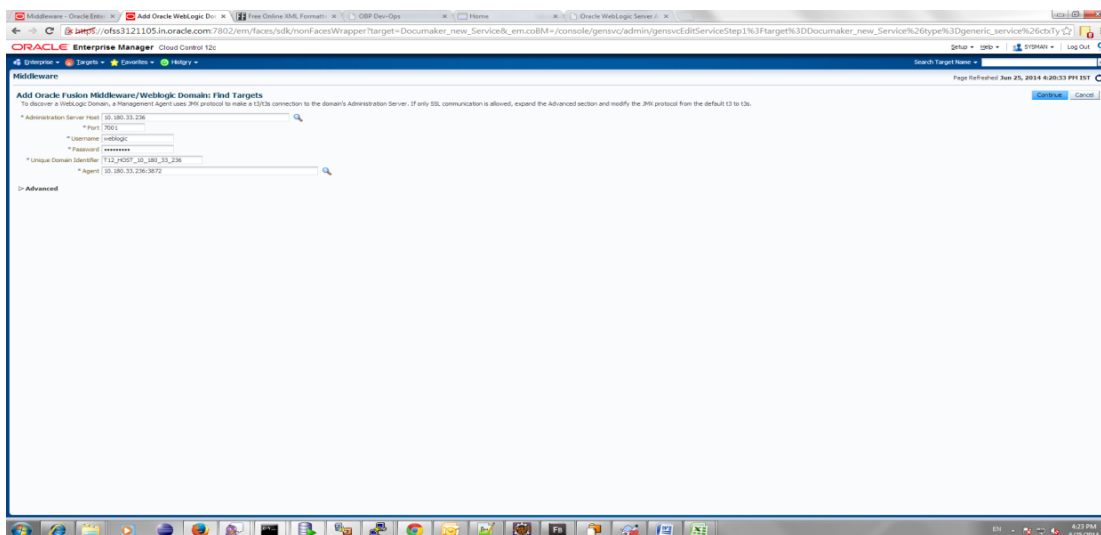 Middleware - Oracle Enter
Add Oracle WebLogic Do
Free Online XML Formatt
OBP Dev-Ops
Home
Oracle WebLogic Server A
https://ofss3121105.in.oracle.com:7802/em/faces/sdk/nonFacesWrapper?target=Documaker_new_Service&_em.coBM=/console/gensvc/admin/gensvcEditServiceStep1%3Ftarget%3DDocumaker_new_Service%26type%3Dgeneric_service%26ctxTy
ORACLE Enterprise Manager Cloud Control 12c
Setup Help SYSMAN Log Out
Enterprise Targets Favorites History
Search Target Name
Middleware
Page Refreshed Jun 25, 2014 4:20:33 PM IST
Add Oracle Fusion Middleware/Weblogic Domain: Find Targets
Continue Cancel
To discover a WebLogic Domain, a Management Agent uses JMX protocol to make a t3/t3s connection to the domain's Administration Server. If only SSL communication is allowed, expand the Advanced section and modify the JMX protocol from the default t3 to t3s.
* Administration Server Host 10.180.33.236
* Port 7001
* Username weblogic
* Password •••••••••
* Unique Domain Identifier T12_HOST_10_180_33_236
* Agent 10.180.33.236:3872
Advanced
EN
4:23 PM
6/25/2014